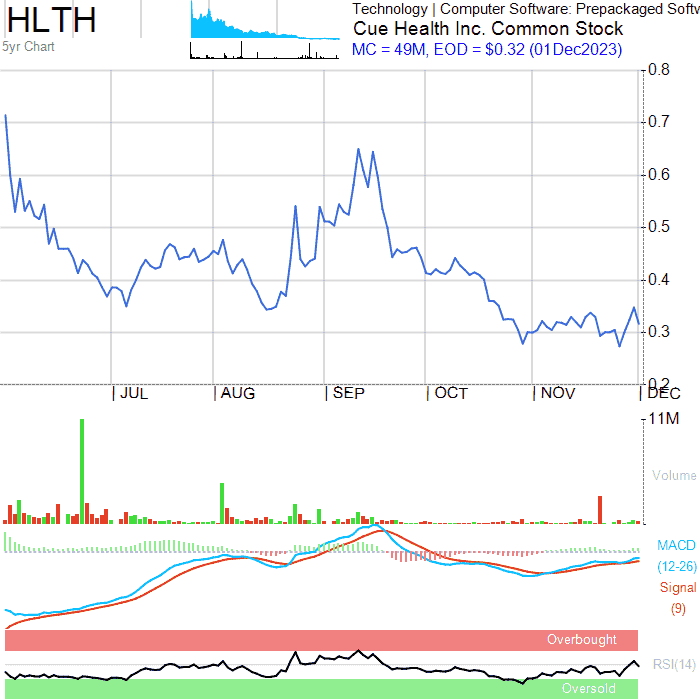 HLTH
5yr Chart
Technology | Computer Software: Prepackaged Softw
Cue Health Inc. Common Stock
MC = 49M, EOD = $0.32 (01Dec2023)
0.8
0.7
0.6
0.5
0.4
0.3
0.2
JUL
AUG
SEP
OCT
NOV
DEC
11M
Volume
MACD
(12-26)
Signal
(9)
Overbought
RSI(14)
Oversold